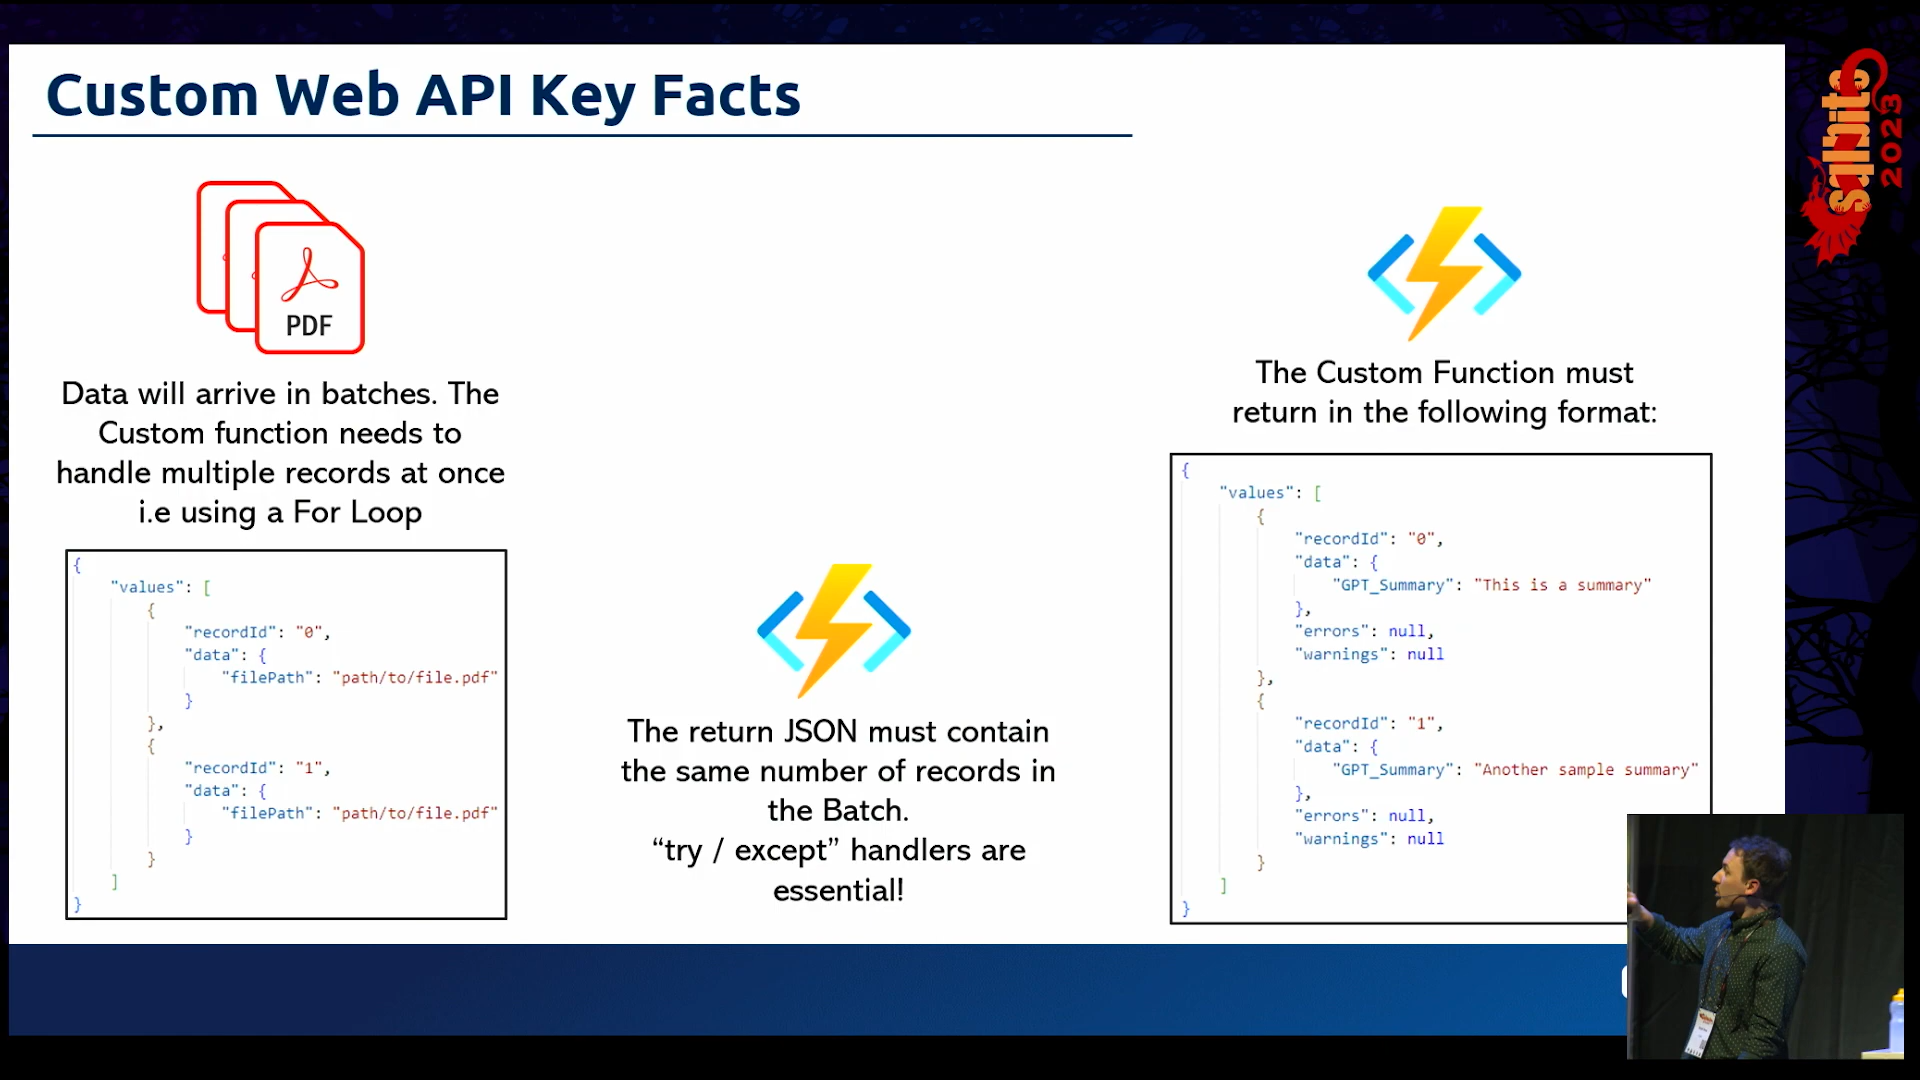 Custom Web API Key Facts
PDF
Data will arrive in batches. The
Custom function needs to
handle multiple records at once
i.e using a For Loop
{
"values": [
{
"recordId": "0",
"data": {
"filePath": "path/to/file.pdf"
}
},
{
"recordId": "1",
"data": {
"filePath": "path/to/file.pdf"
}
}
]
}
The return JSON must contain
the same number of records in
the Batch.
“try / except” handlers are
essential!
The Custom Function must
return in the following format:
{
"values": [
{
"recordId": "0",
"data": {
"GPT_Summary": "This is a summary"
},
"errors": null,
"warnings": null
},
{
"recordId": "1",
"data": {
"GPT_Summary": "Another sample summary"
},
"errors": null,
"warnings": null
}
]
}
sqlbits
2023